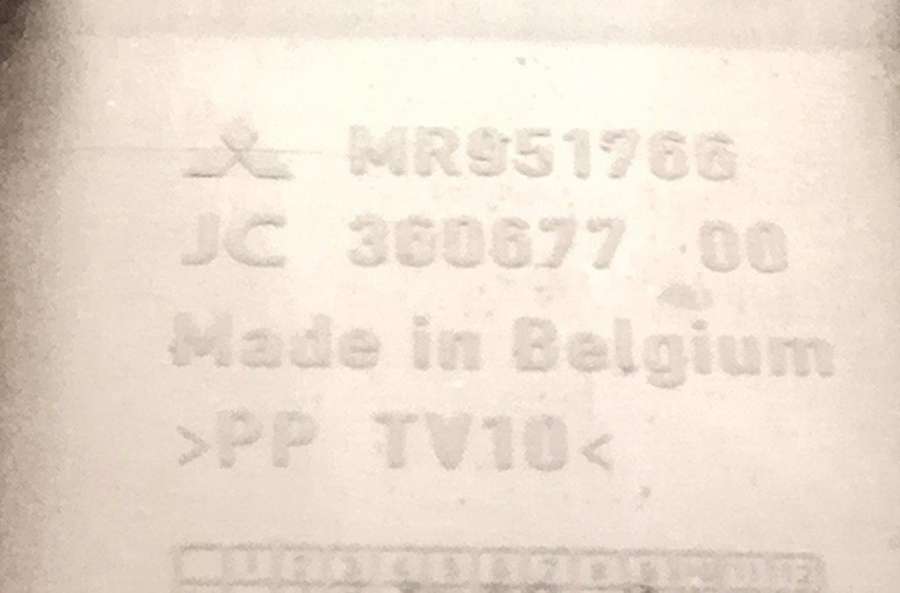 MR951766
JC 360677 00
Made in Belgium
>PP TV10<